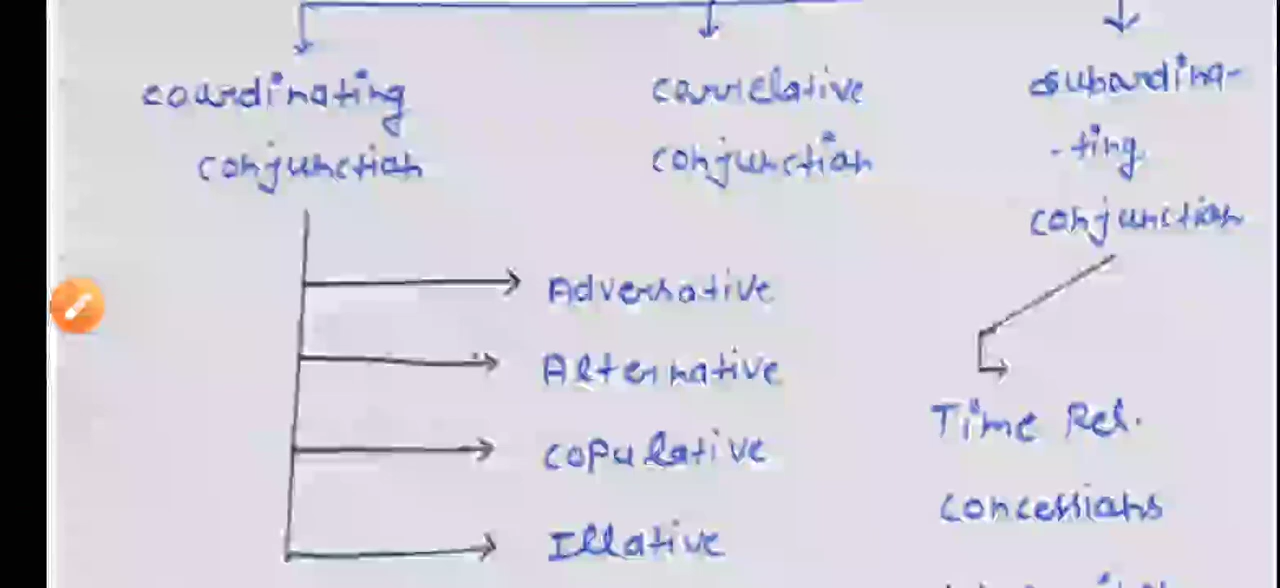 coordinating
conjunction
correlative
conjunction
subordina-
-ting
conjunction
Adversative
Alternative
copulative
Illative
Time Rel.
concessions